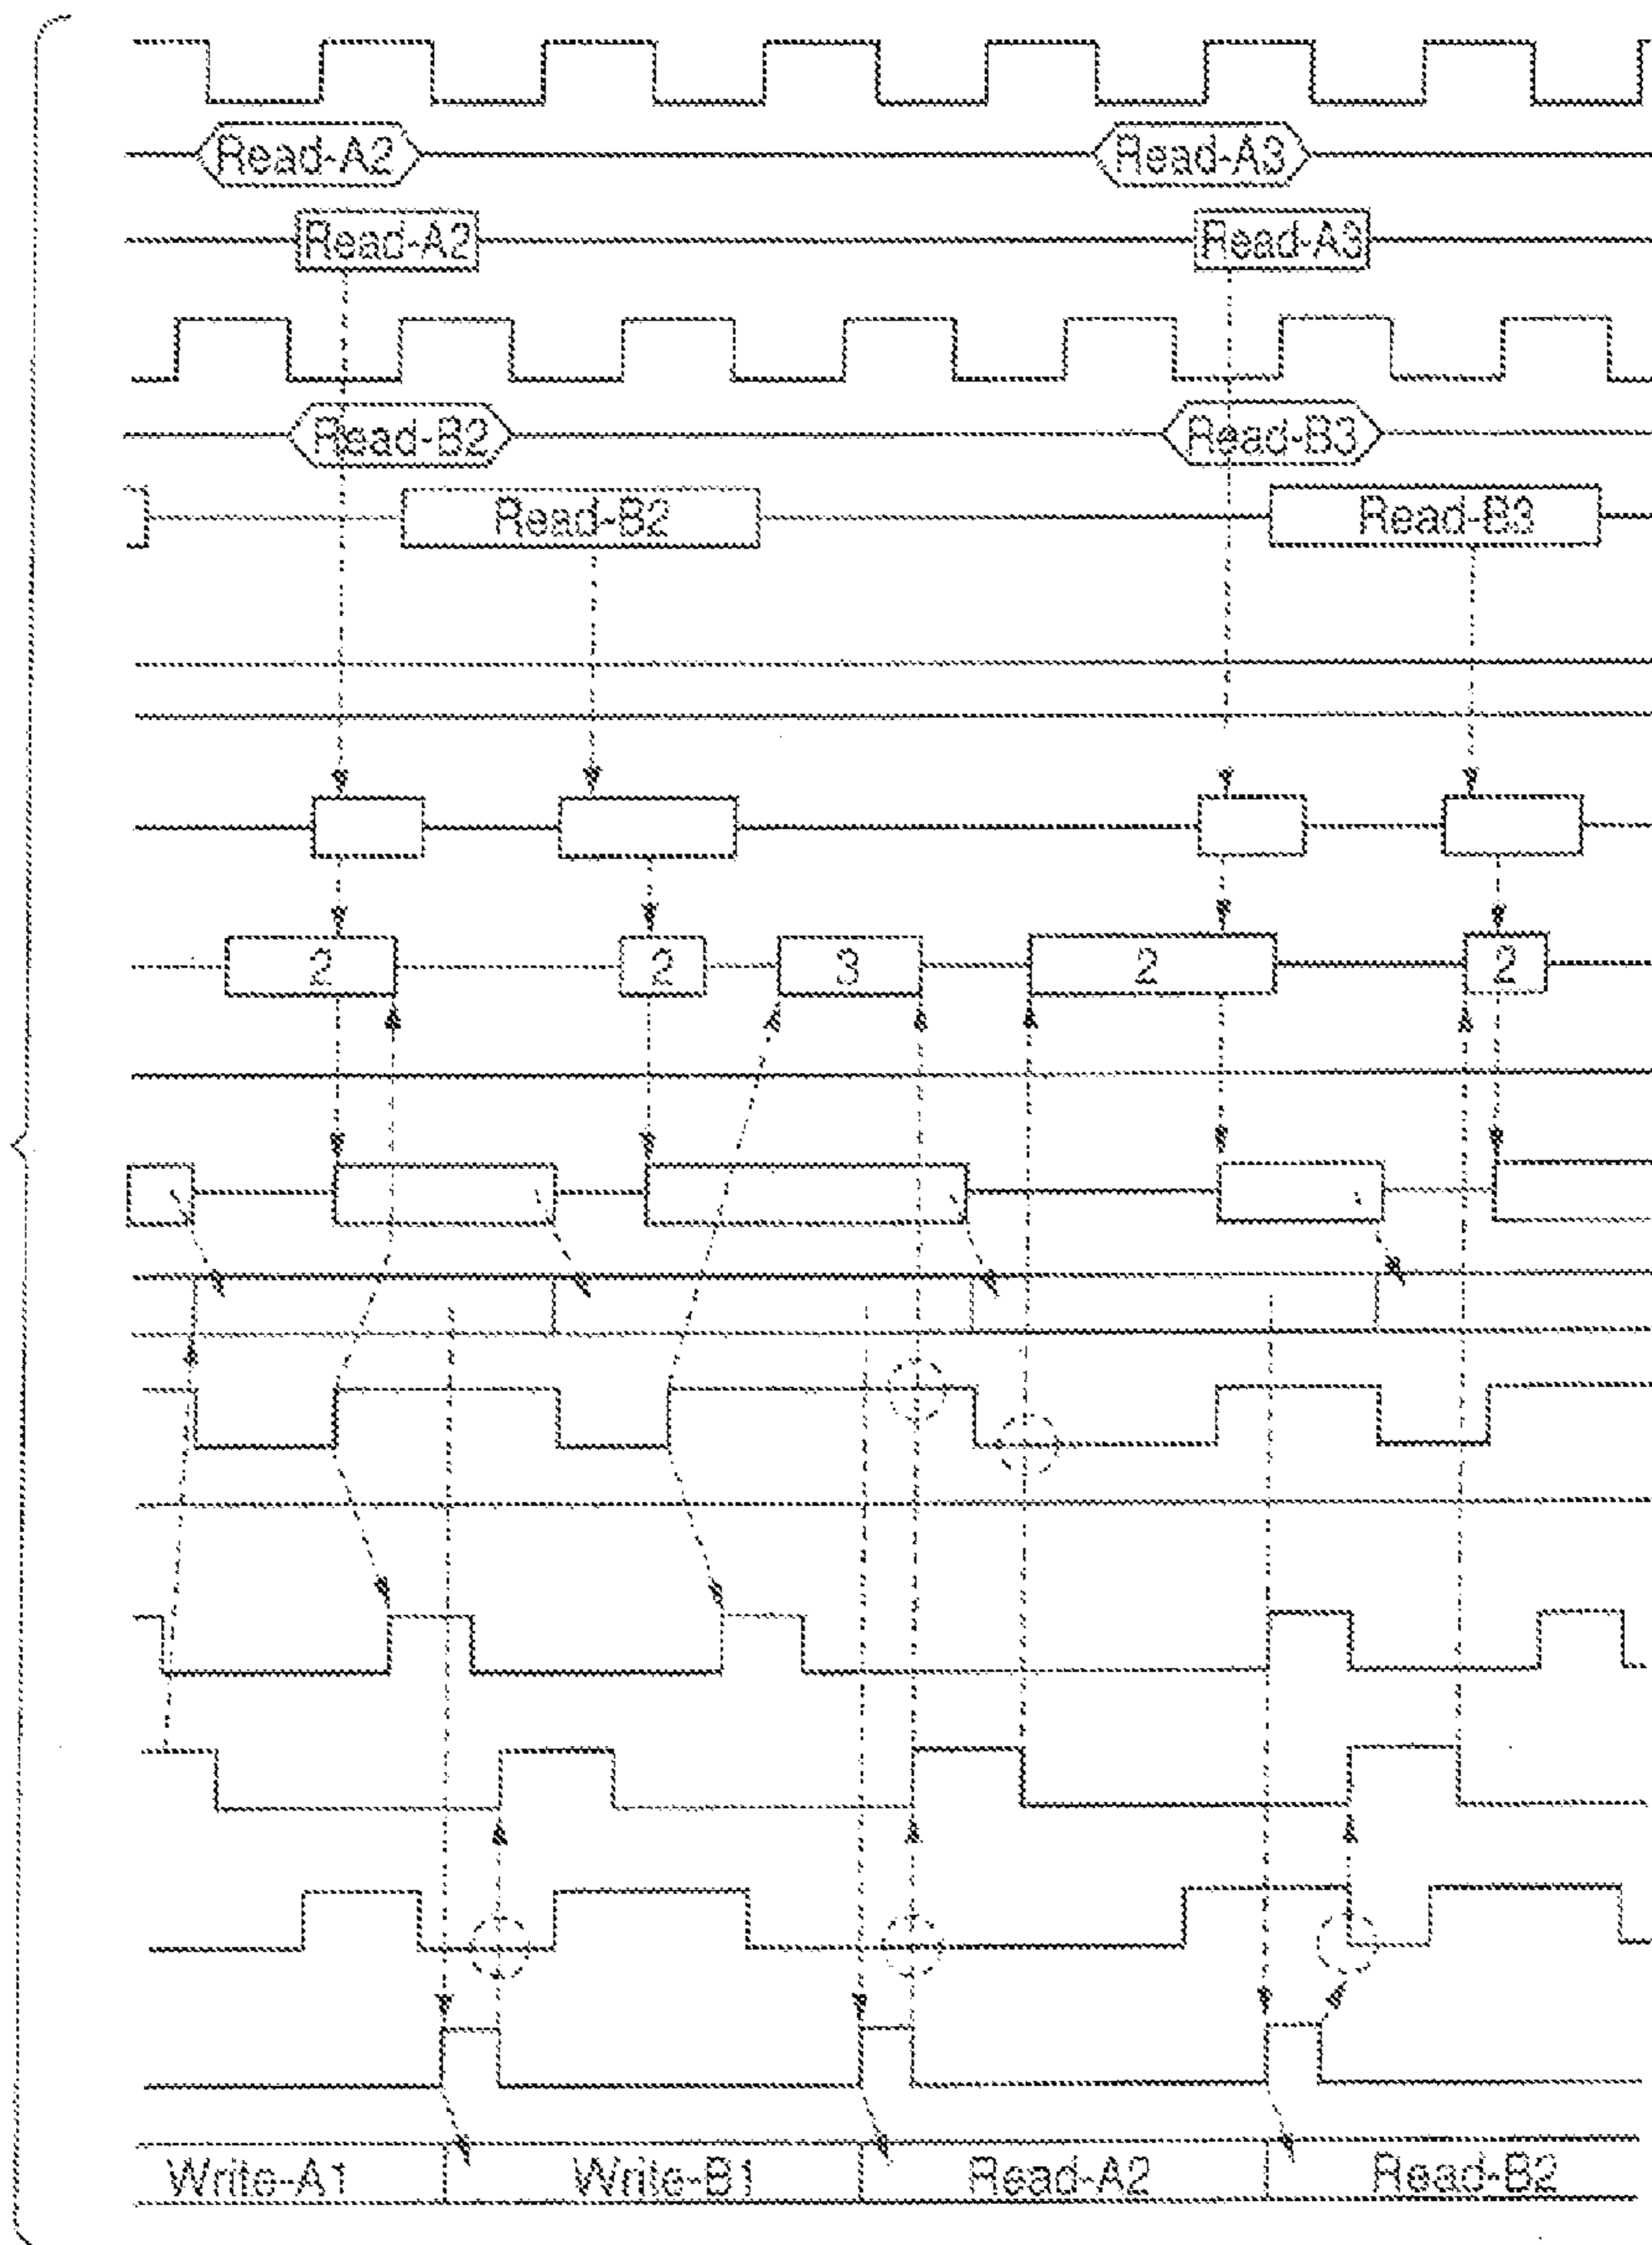 Read-A2 Read-A3
Read-A2 Read-A3
Read-B2 Read-B3
Read-B2 Read-B3
2 2 3 2 2
Write-A1 Write-B1 Read-A2 Read-B2